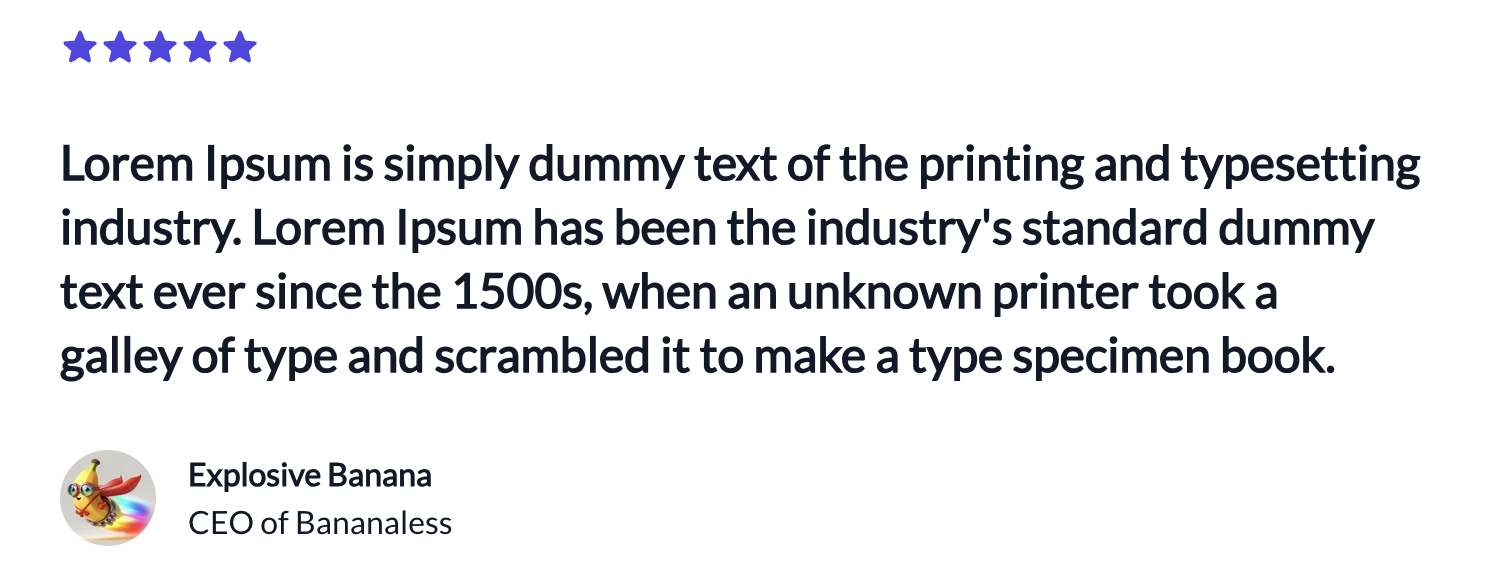 Lorem Ipsum is simply dummy text of the printing and typesetting
industry. Lorem Ipsum has been the industry's standard dummy
text ever since the 1500s, when an unknown printer took a
galley of type and scrambled it to make a type specimen book.
Explosive Banana
CEO of Bananaless